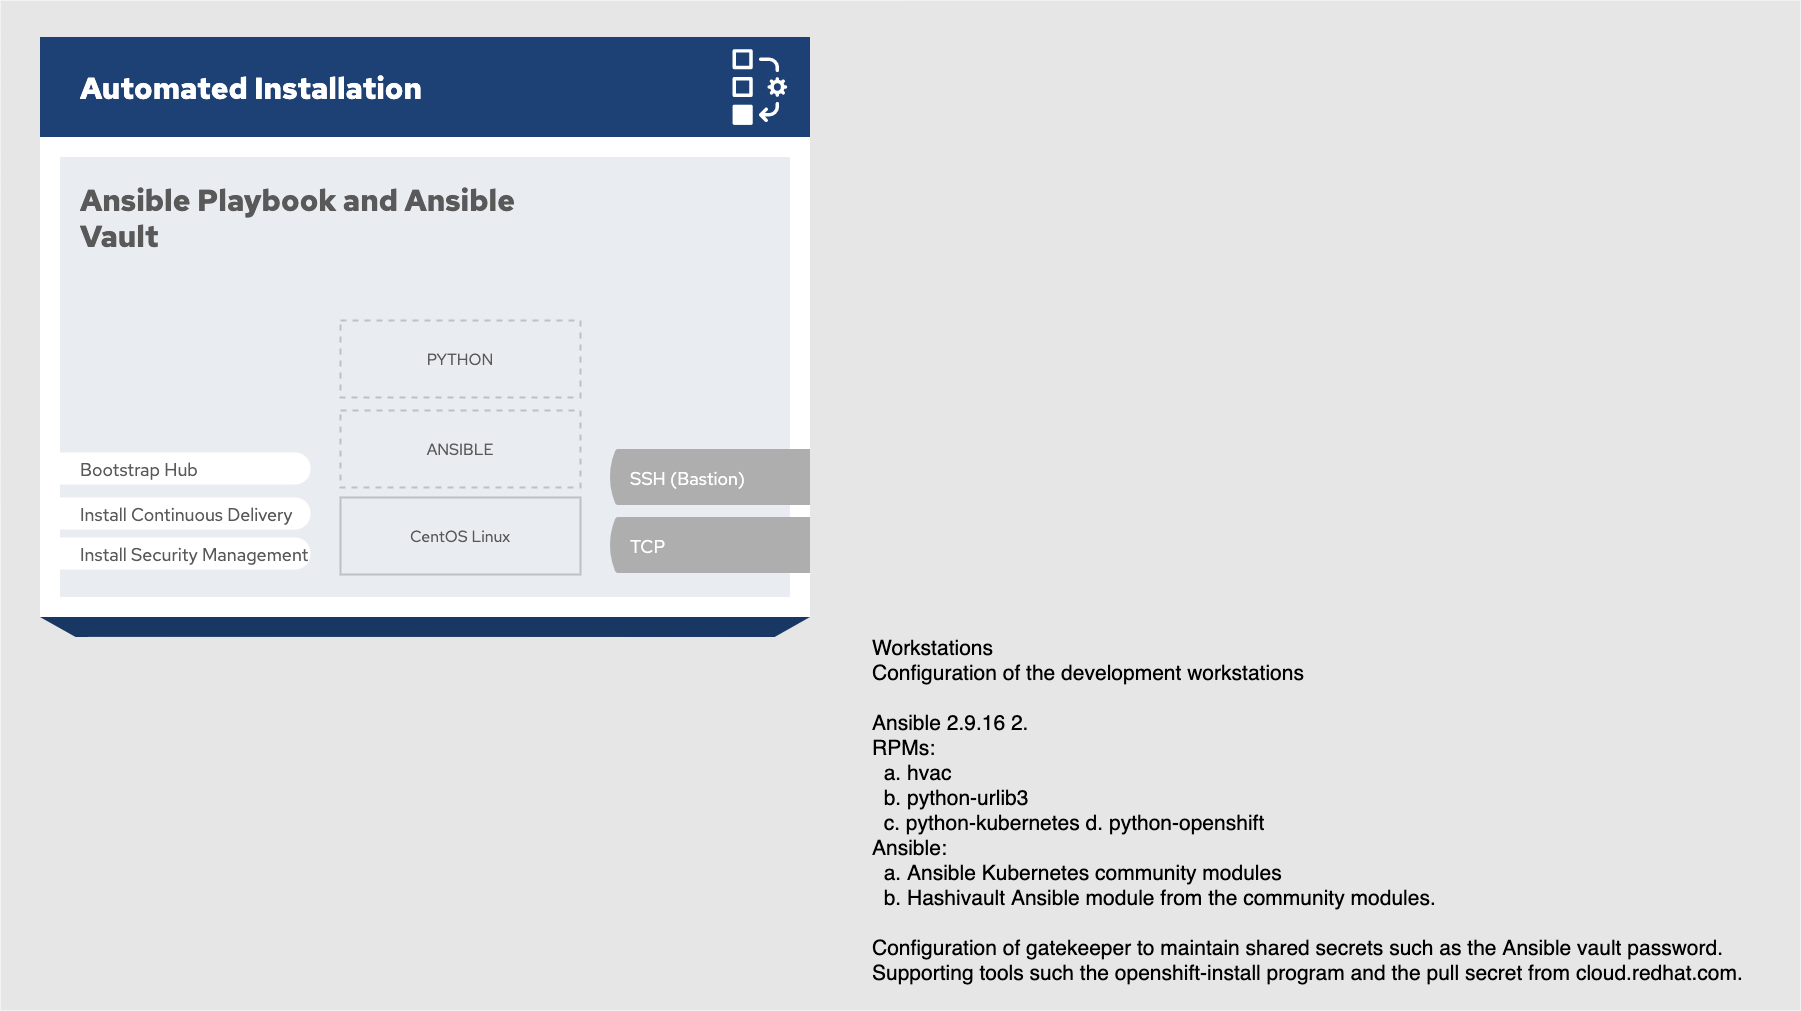 Automated Installation
Ansible Playbook and Ansible
Vault
PYTHON
ANSIBLE
CentOS Linux
Bootstrap Hub
Install Continuous Delivery
Install Security Management
SSH (Bastion)
TCP
Workstations
Configuration of the development workstations
Ansible 2.9.16 2.
RPMs:
a. hvac
b. python-urlib3
c. python-kubernetes d. python-openshift
Ansible:
a. Ansible Kubernetes community modules
b. Hashivault Ansible module from the community modules.
Configuration of gatekeeper to maintain shared secrets such as the Ansible vault password.
Supporting tools such the openshift-install program and the pull secret from cloud.redhat.com.